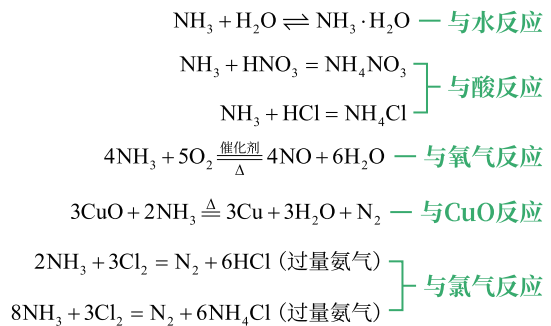 NH₃ + H₂O ⇌ NH₃·H₂O — 与水反应
NH₃ + HNO₃ = NH₄NO₃
与酸反应
NH₃ + HCl = NH₄Cl
4NH₃ + 5O₂ 催化剂/Δ 4NO + 6H₂O — 与氧气反应
3CuO + 2NH₃ =Δ= 3Cu + 3H₂O + N₂ — 与CuO反应
2NH₃ + 3Cl₂ = N₂ + 6HCl (过量氨气)
与氯气反应
8NH₃ + 3Cl₂ = N₂ + 6NH₄Cl (过量氨气)